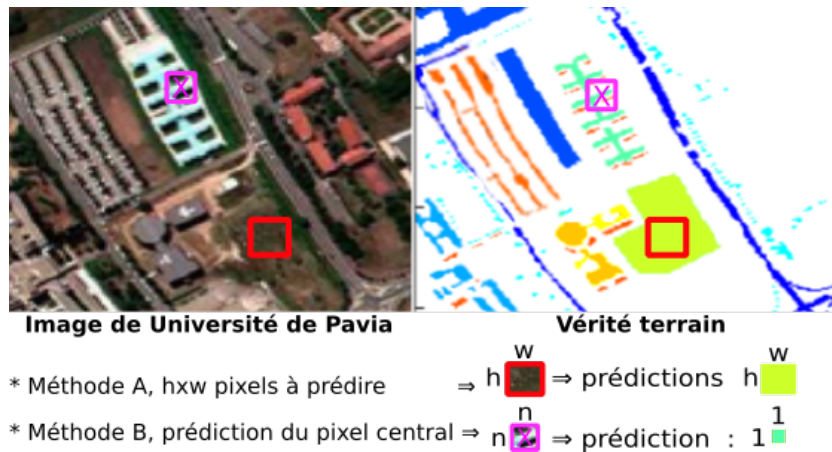 X X
Image de Université de Pavia Vérité terrain
w w
* Méthode A, hxw pixels à prédire ⇒ h ⇒ prédictions h
n 1
* Méthode B, prédiction du pixel central ⇒ n X ⇒ prédiction : 1